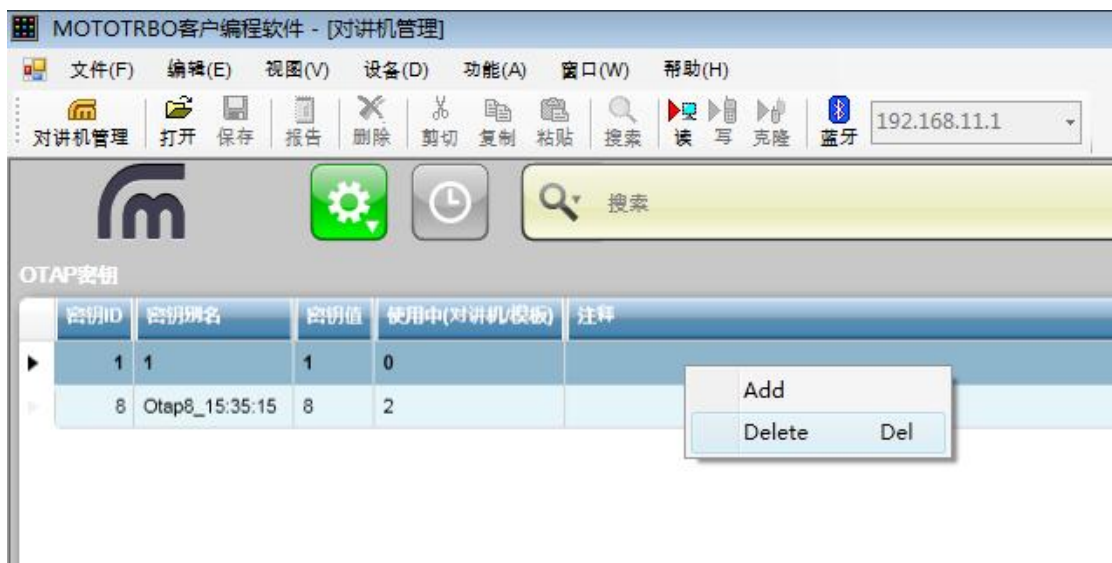 MOTOTRBO客户编程软件 - [对讲机管理]
文件(F) 编辑(E) 视图(V) 设备(D) 功能(A) 窗口(W) 帮助(H)
对讲机管理 打开 保存 报告 删除 剪切 复制 粘贴 搜索 读 写 克隆 蓝牙 192.168.11.1
搜索
OTAP密钥
密钥ID 密钥别名 密钥值 使用中(对讲机/模板) 注释
1 1 1 0
8 Otap8_15:35:15 8 2
Add
Delete Del